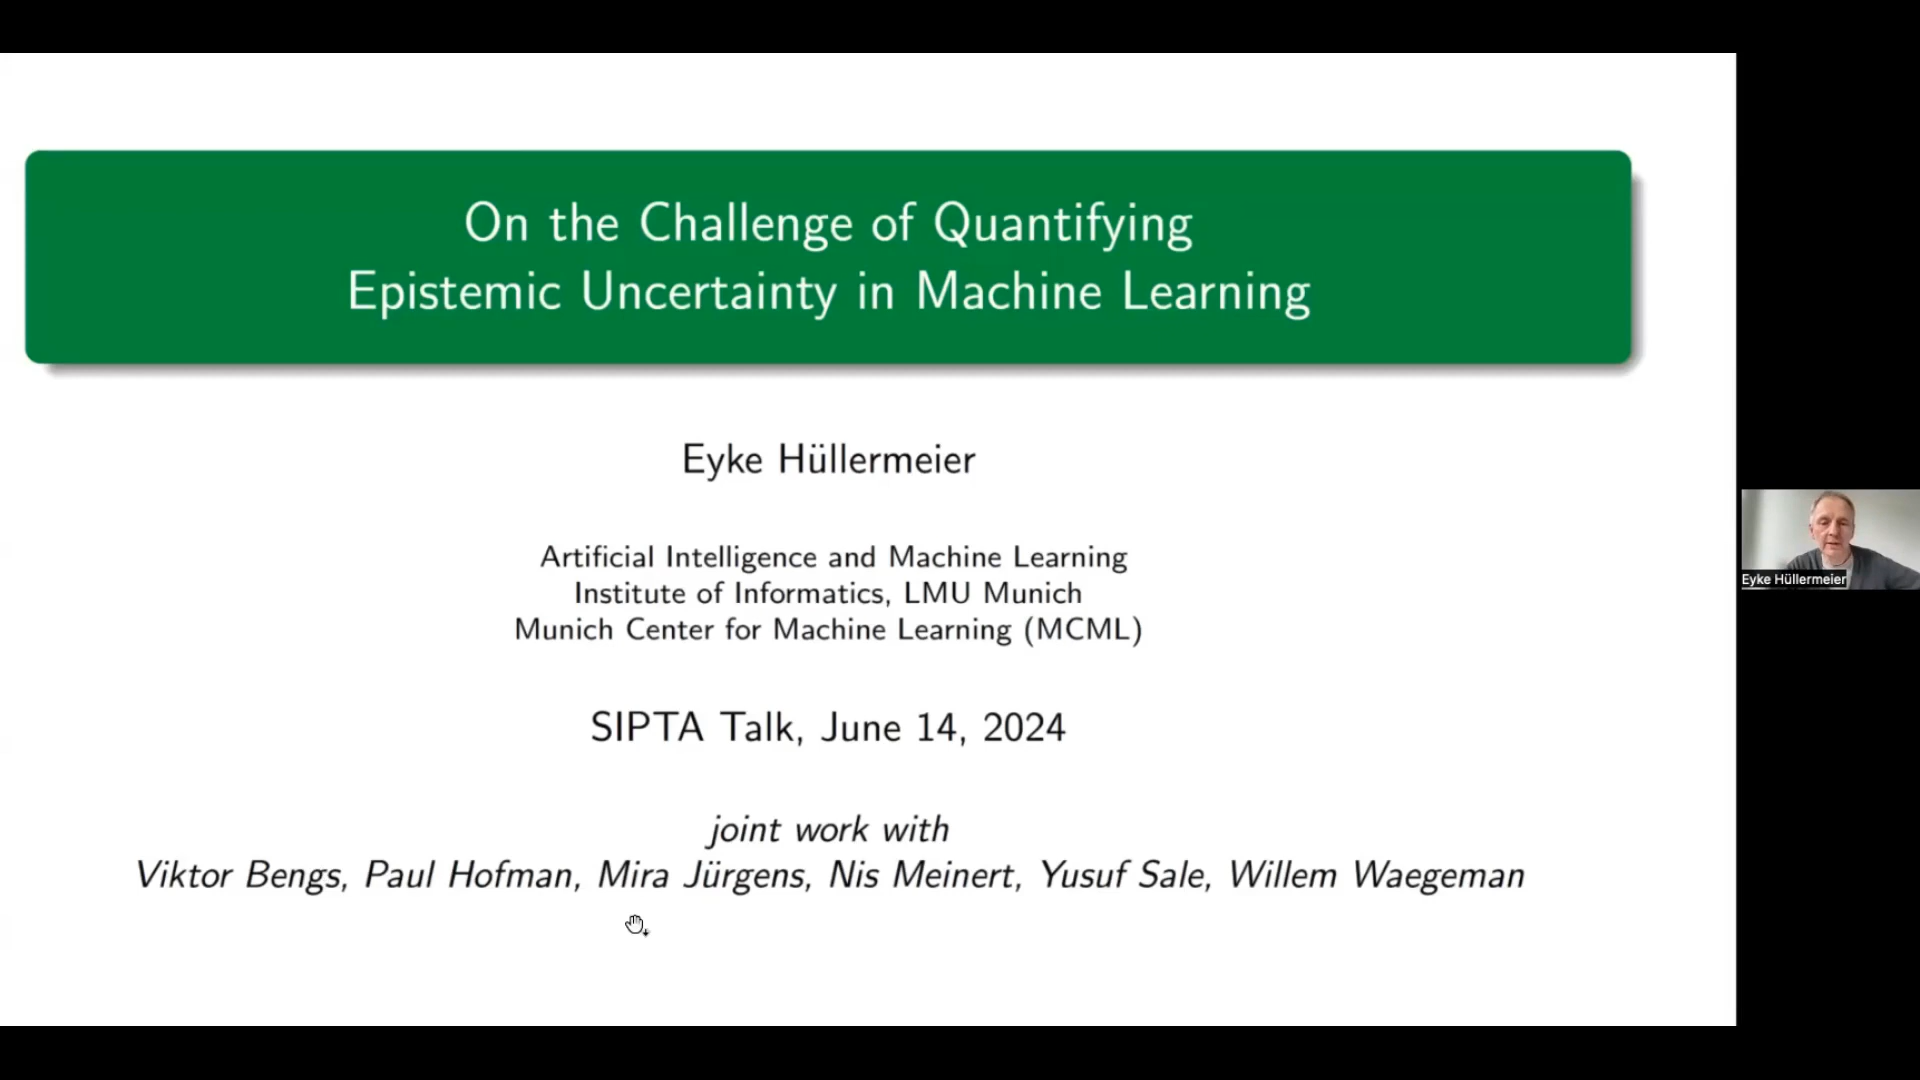 On the Challenge of Quantifying
Epistemic Uncertainty in Machine Learning
Eyke Hüllermeier
Artificial Intelligence and Machine Learning
Institute of Informatics, LMU Munich
Munich Center for Machine Learning (MCML)
SIPTA Talk, June 14, 2024
joint work with
Viktor Bengs, Paul Hofman, Mira Jürgens, Nis Meinert, Yusuf Sale, Willem Waegeman
Eyke Hüllermeier